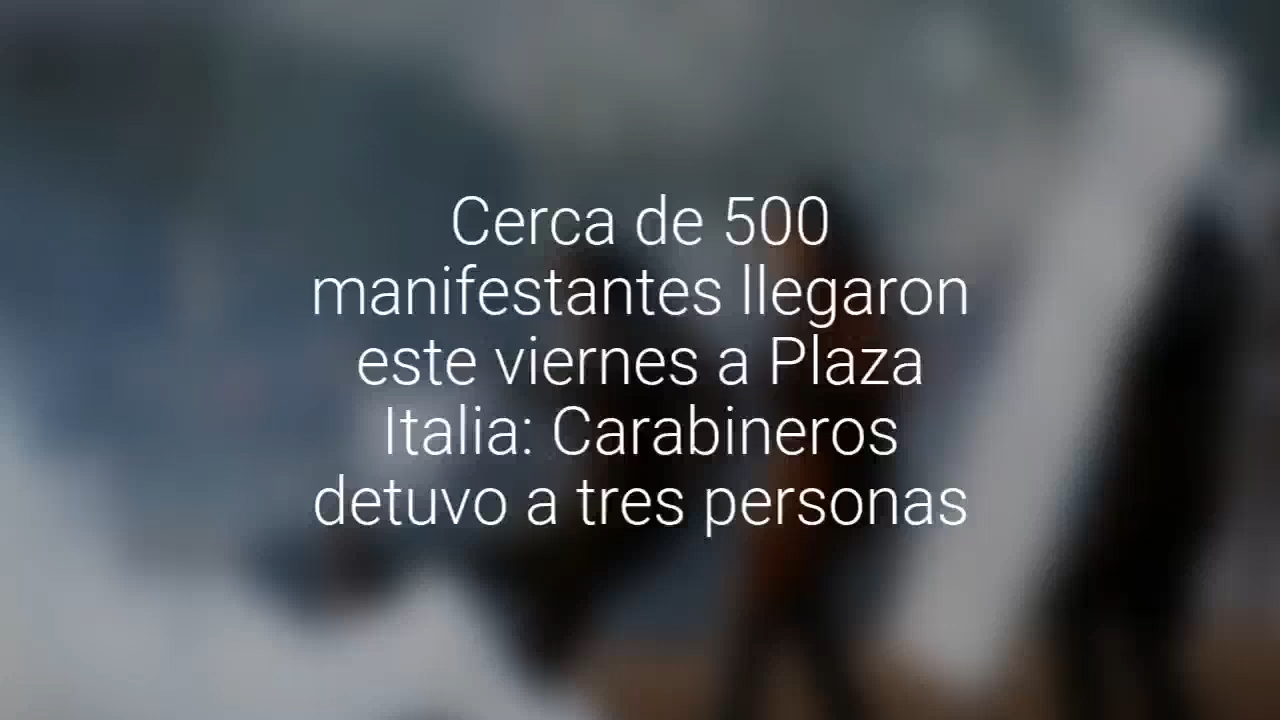 Cerca de 500
manifestantes llegaron
este viernes a Plaza
Italia: Carabineros
detuvo a tres personas